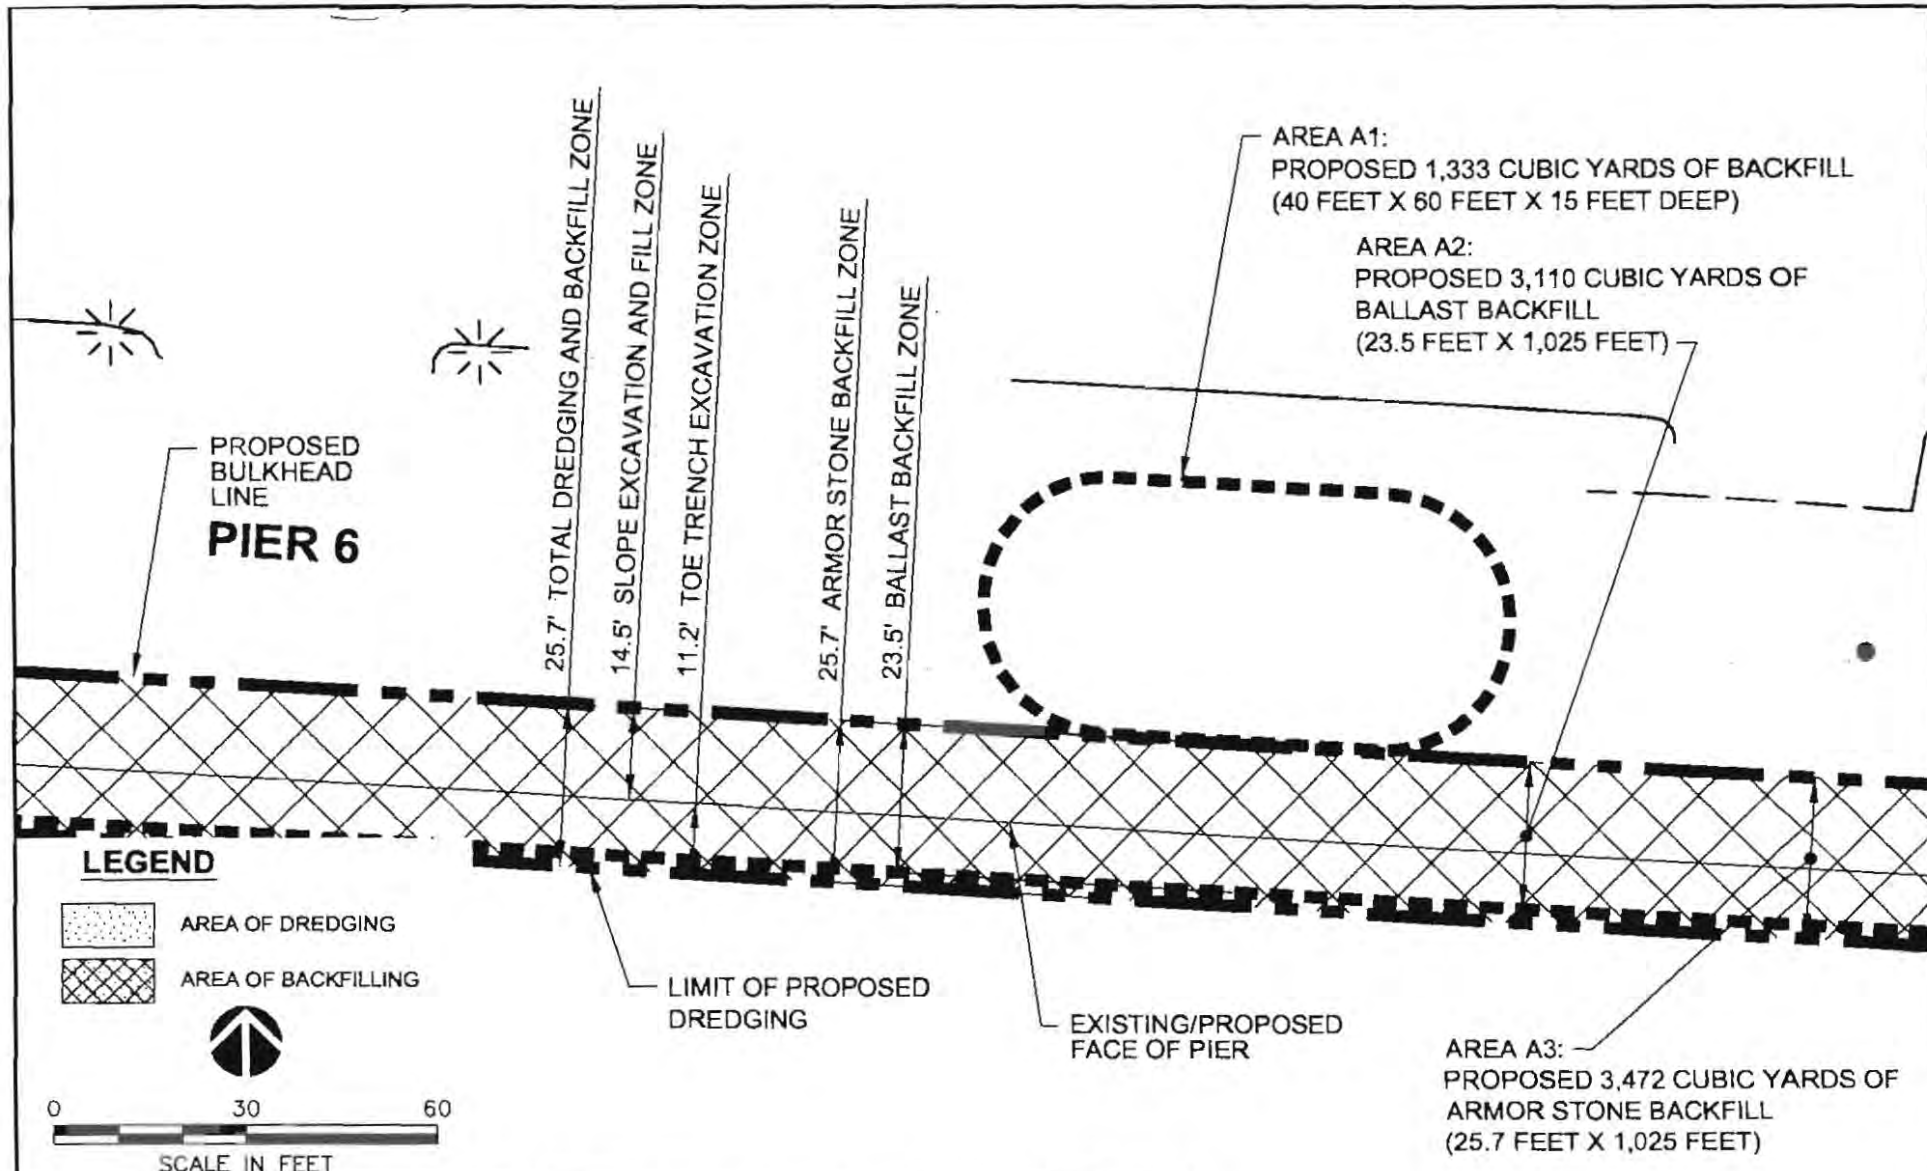 25.7' TOTAL DREDGING AND BACKFILL ZONE
14.5' SLOPE EXCAVATION AND FILL ZONE
11.2' TOE TRENCH EXCAVATION ZONE
25.7' ARMOR STONE BACKFILL ZONE
23.5' BALLAST BACKFILL ZONE
AREA A1:
PROPOSED 1,333 CUBIC YARDS OF BACKFILL
(40 FEET X 60 FEET X 15 FEET DEEP)
AREA A2:
PROPOSED 3,110 CUBIC YARDS OF
BALLAST BACKFILL
(23.5 FEET X 1,025 FEET)
PROPOSED
BULKHEAD
LINE
PIER 6
LEGEND
AREA OF DREDGING
AREA OF BACKFILLING
LIMIT OF PROPOSED
DREDGING
EXISTING/PROPOSED
FACE OF PIER
AREA A3:
PROPOSED 3,472 CUBIC YARDS OF
ARMOR STONE BACKFILL
(25.7 FEET X 1,025 FEET)
0 30 60
SCALE IN FEET